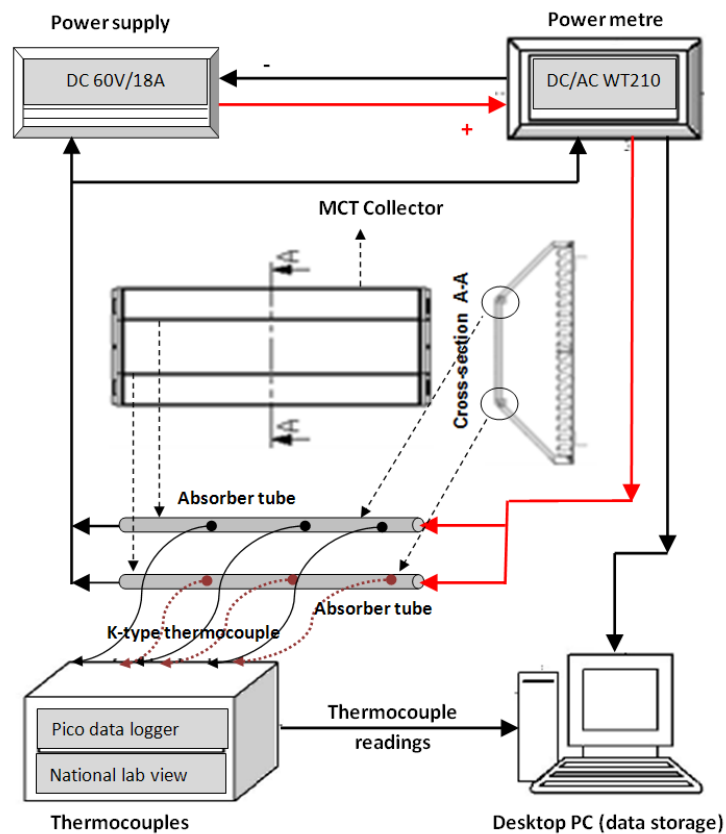 Power supply
Power metre
DC 60V/18A
DC/AC WT210
-
+
MCT Collector
A
A
Cross-section A-A
Absorber tube
Absorber tube
K-type thermocouple
Pico data logger
National lab view
Thermocouple
readings
Thermocouples
Desktop PC (data storage)